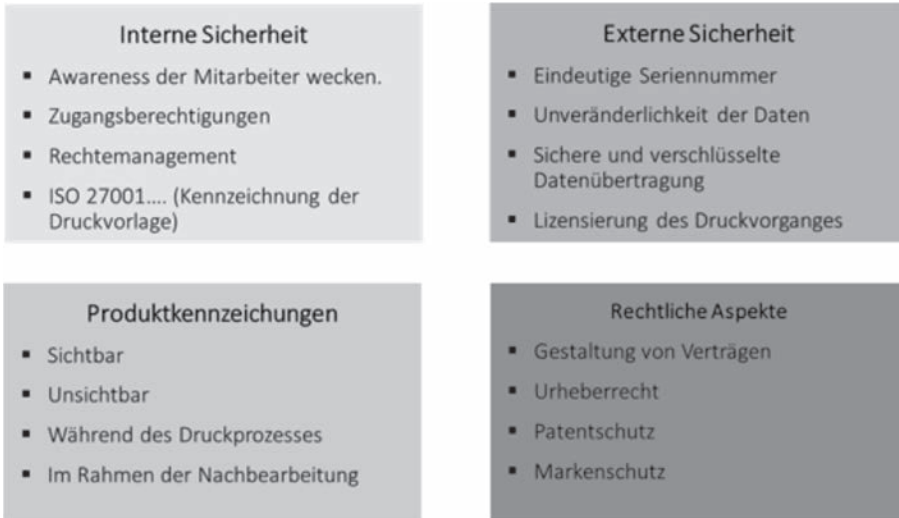 Interne Sicherheit
▪ Awareness der Mitarbeiter wecken.
▪ Zugangsberechtigungen
▪ Rechtemanagement
▪ ISO 27001.... (Kennzeichnung der
Druckvorlage)
Externe Sicherheit
▪ Eindeutige Seriennummer
▪ Unveränderlichkeit der Daten
▪ Sichere und verschlüsselte
Datenübertragung
▪ Lizensierung des Druckvorganges
Produktkennzeichungen
▪ Sichtbar
▪ Unsichtbar
▪ Während des Druckprozesses
▪ Im Rahmen der Nachbearbeitung
Rechtliche Aspekte
▪ Gestaltung von Verträgen
▪ Urheberrecht
▪ Patentschutz
▪ Markenschutz